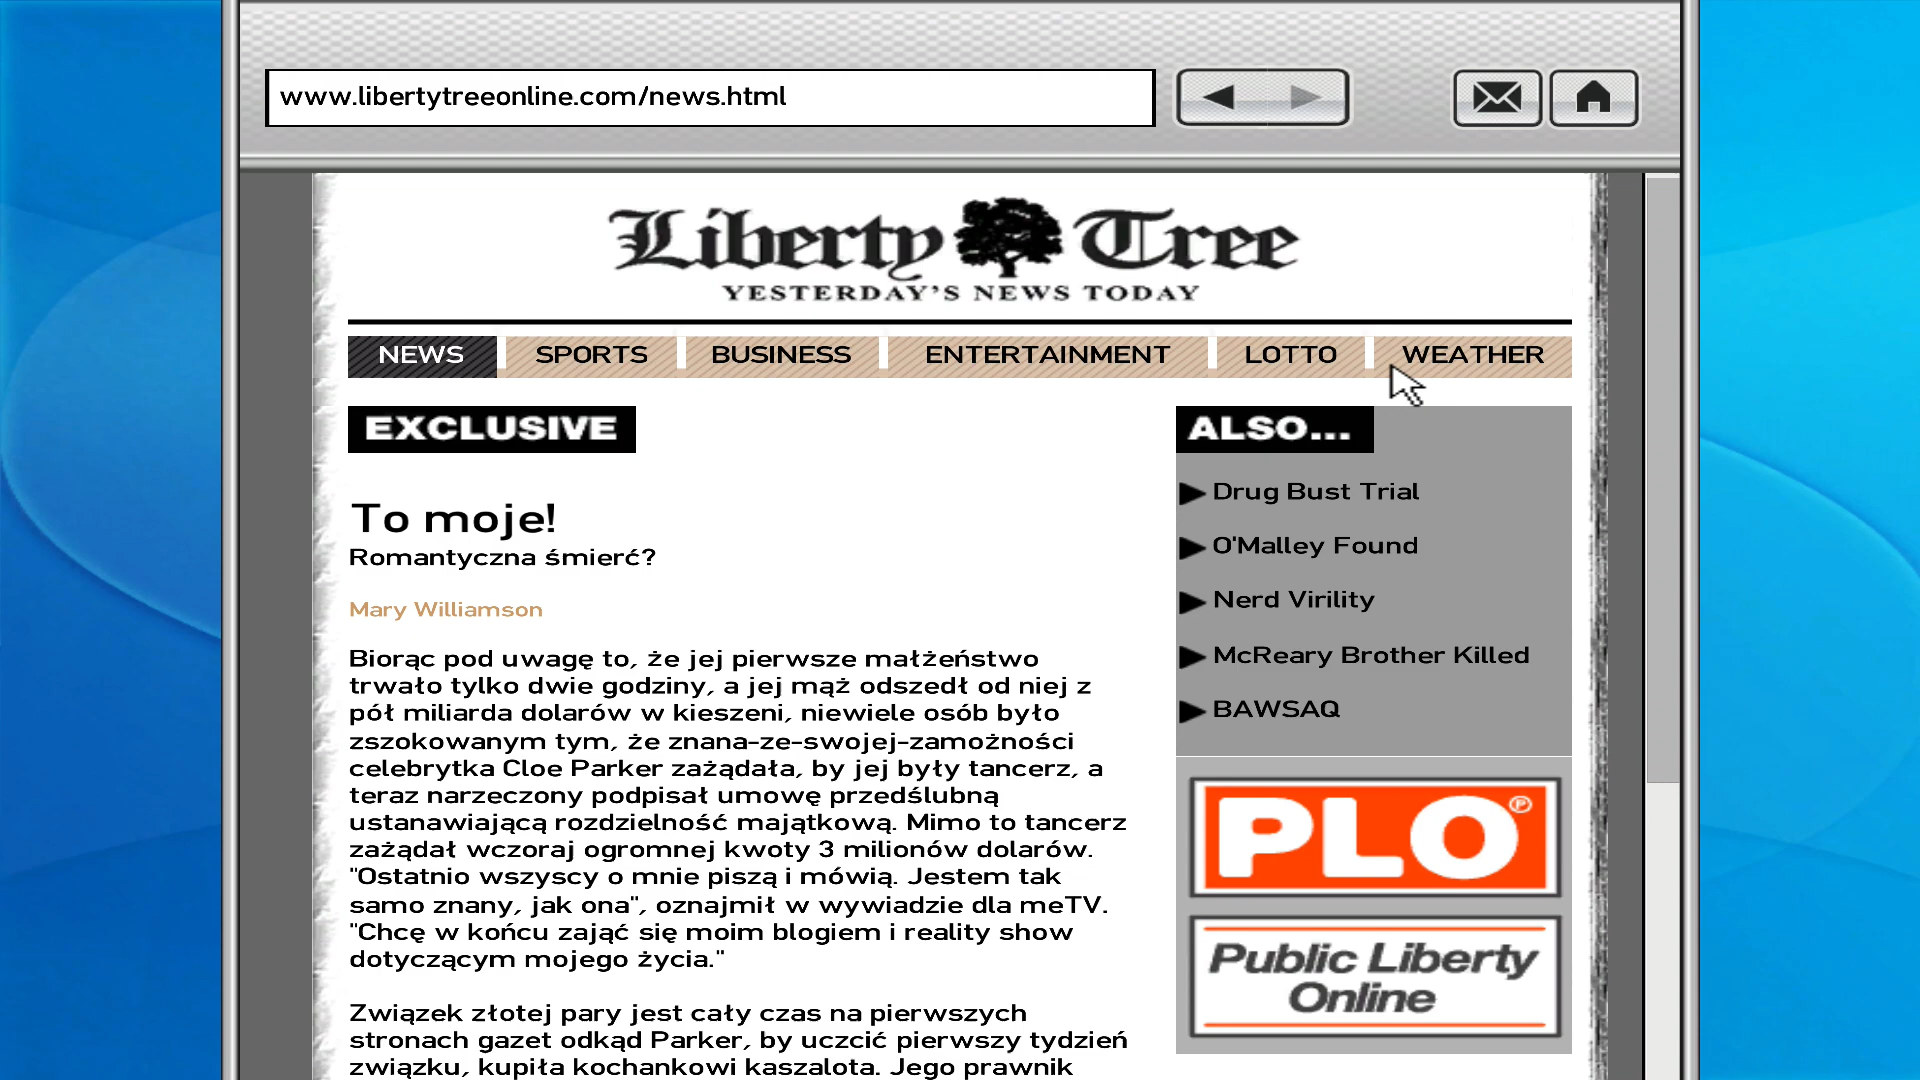 www.libertytreeonline.com/news.html
Liberty Tree
YESTERDAY'S NEWS TODAY
NEWS SPORTS BUSINESS ENTERTAINMENT LOTTO WEATHER
EXCLUSIVE
To moje!
Romantyczna śmierć?
Mary Williamson
Biorąc pod uwagę to, że jej pierwsze małżeństwo
trwało tylko dwie godziny, a jej mąż odszedł od niej z
pół miliarda dolarów w kieszeni, niewiele osób było
zszokowanym tym, że znana-ze-swojej-zamożności
celebrytka Cloe Parker zażądała, by jej były tancerz, a
teraz narzeczony podpisał umowę przedślubną
ustanawiającą rozdzielność majątkową. Mimo to tancerz
zażądał wczoraj ogromnej kwoty 3 milionów dolarów.
"Ostatnio wszyscy o mnie piszą i mówią. Jestem tak
samo znany, jak ona", oznajmił w wywiadzie dla meTV.
"Chcę w końcu zająć się moim blogiem i reality show
dotyczącym mojego życia."
Związek złotej pary jest cały czas na pierwszych
stronach gazet odkąd Parker, by uczcić pierwszy tydzień
związku, kupiła kochankowi kaszalota. Jego prawnik
ALSO...
Drug Bust Trial
O'Malley Found
Nerd Virility
McReary Brother Killed
BAWSAQ
PLO ℗
Public Liberty
Online